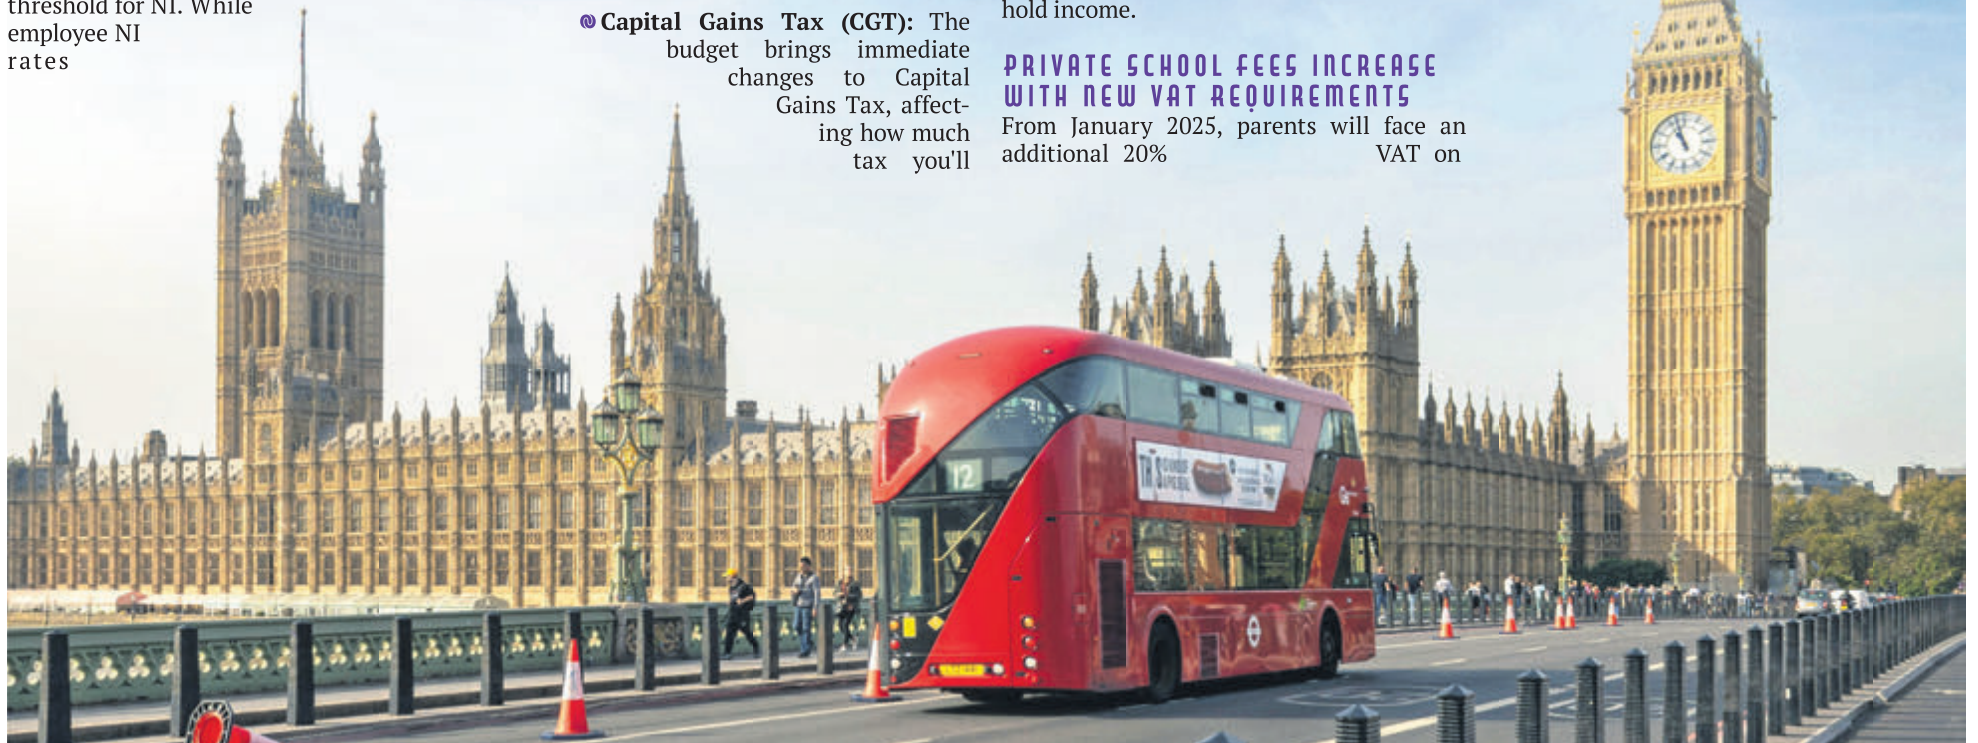 threshold for NI. While
employee NI
rates
Capital Gains Tax (CGT): The
budget brings immediate
changes to Capital
Gains Tax, affect-
ing how much
tax you'll
hold income.
PRIVATE SCHOOL FEES INCREASE
WITH NEW VAT REQUIREMENTS
From January 2025, parents will face an
additional 20% VAT on
12